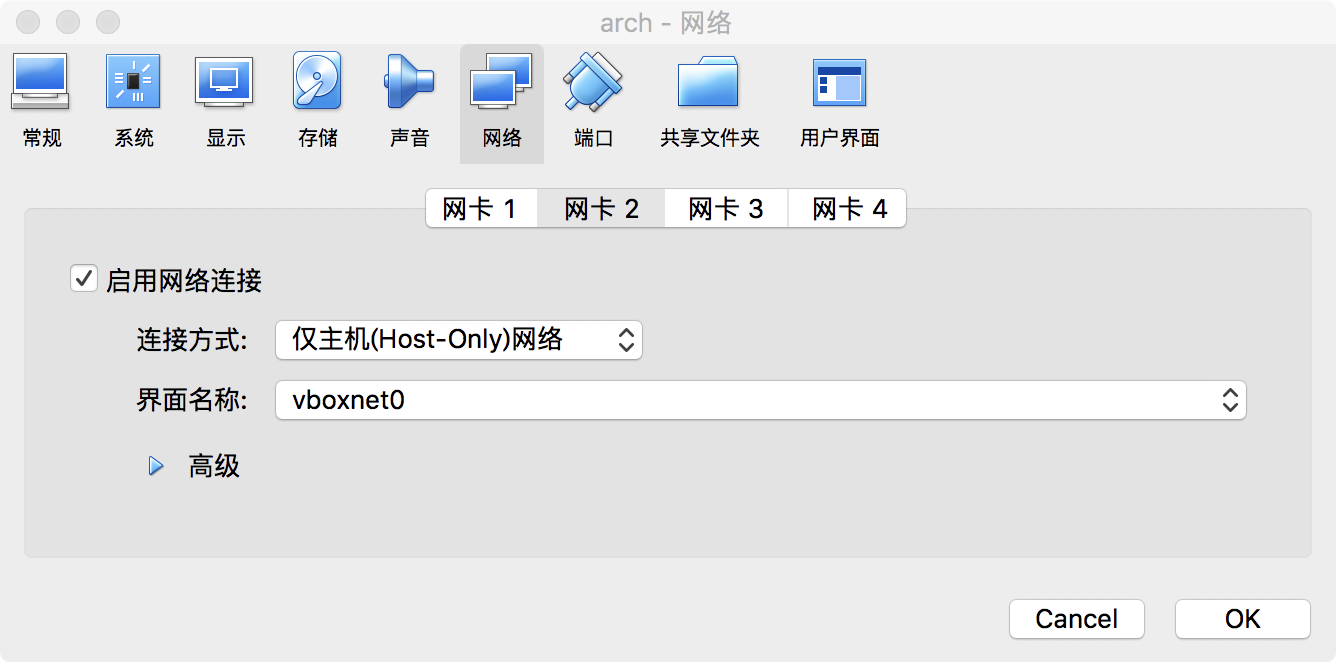 arch - 网络
常规 系统 显示 存储 声音 网络 端口 共享文件夹 用户界面
网卡 1 网卡 2 网卡 3 网卡 4
启用网络连接
连接方式: 仅主机(Host-Only)网络
界面名称: vboxnet0
高级
Cancel OK